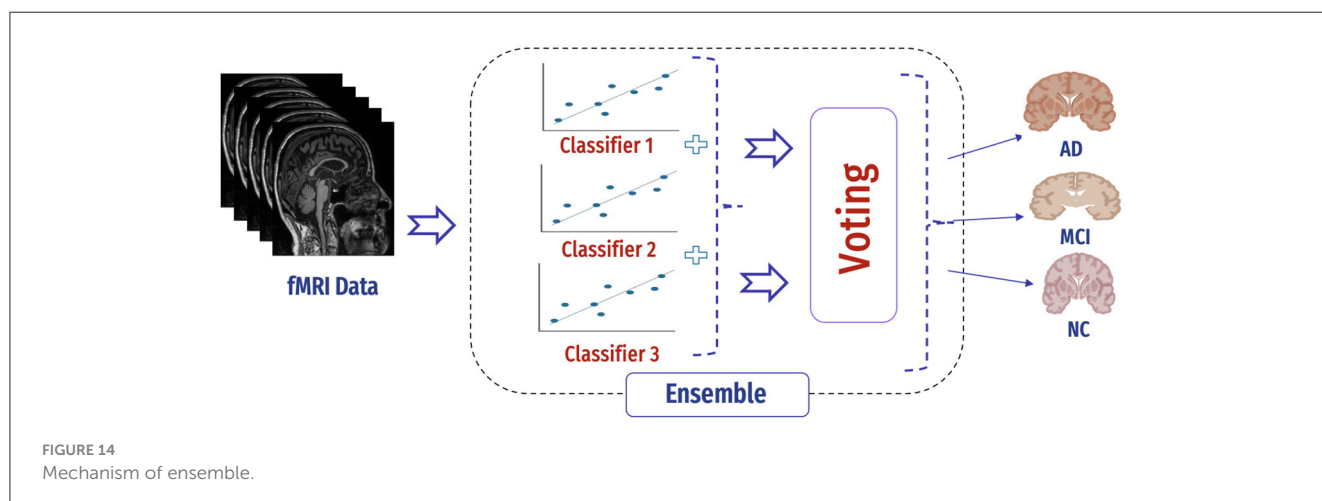 fMRI Data
Classifier 1
Classifier 2
Classifier 3
Voting
Ensemble
AD
MCI
NC
FIGURE 14
Mechanism of ensemble.